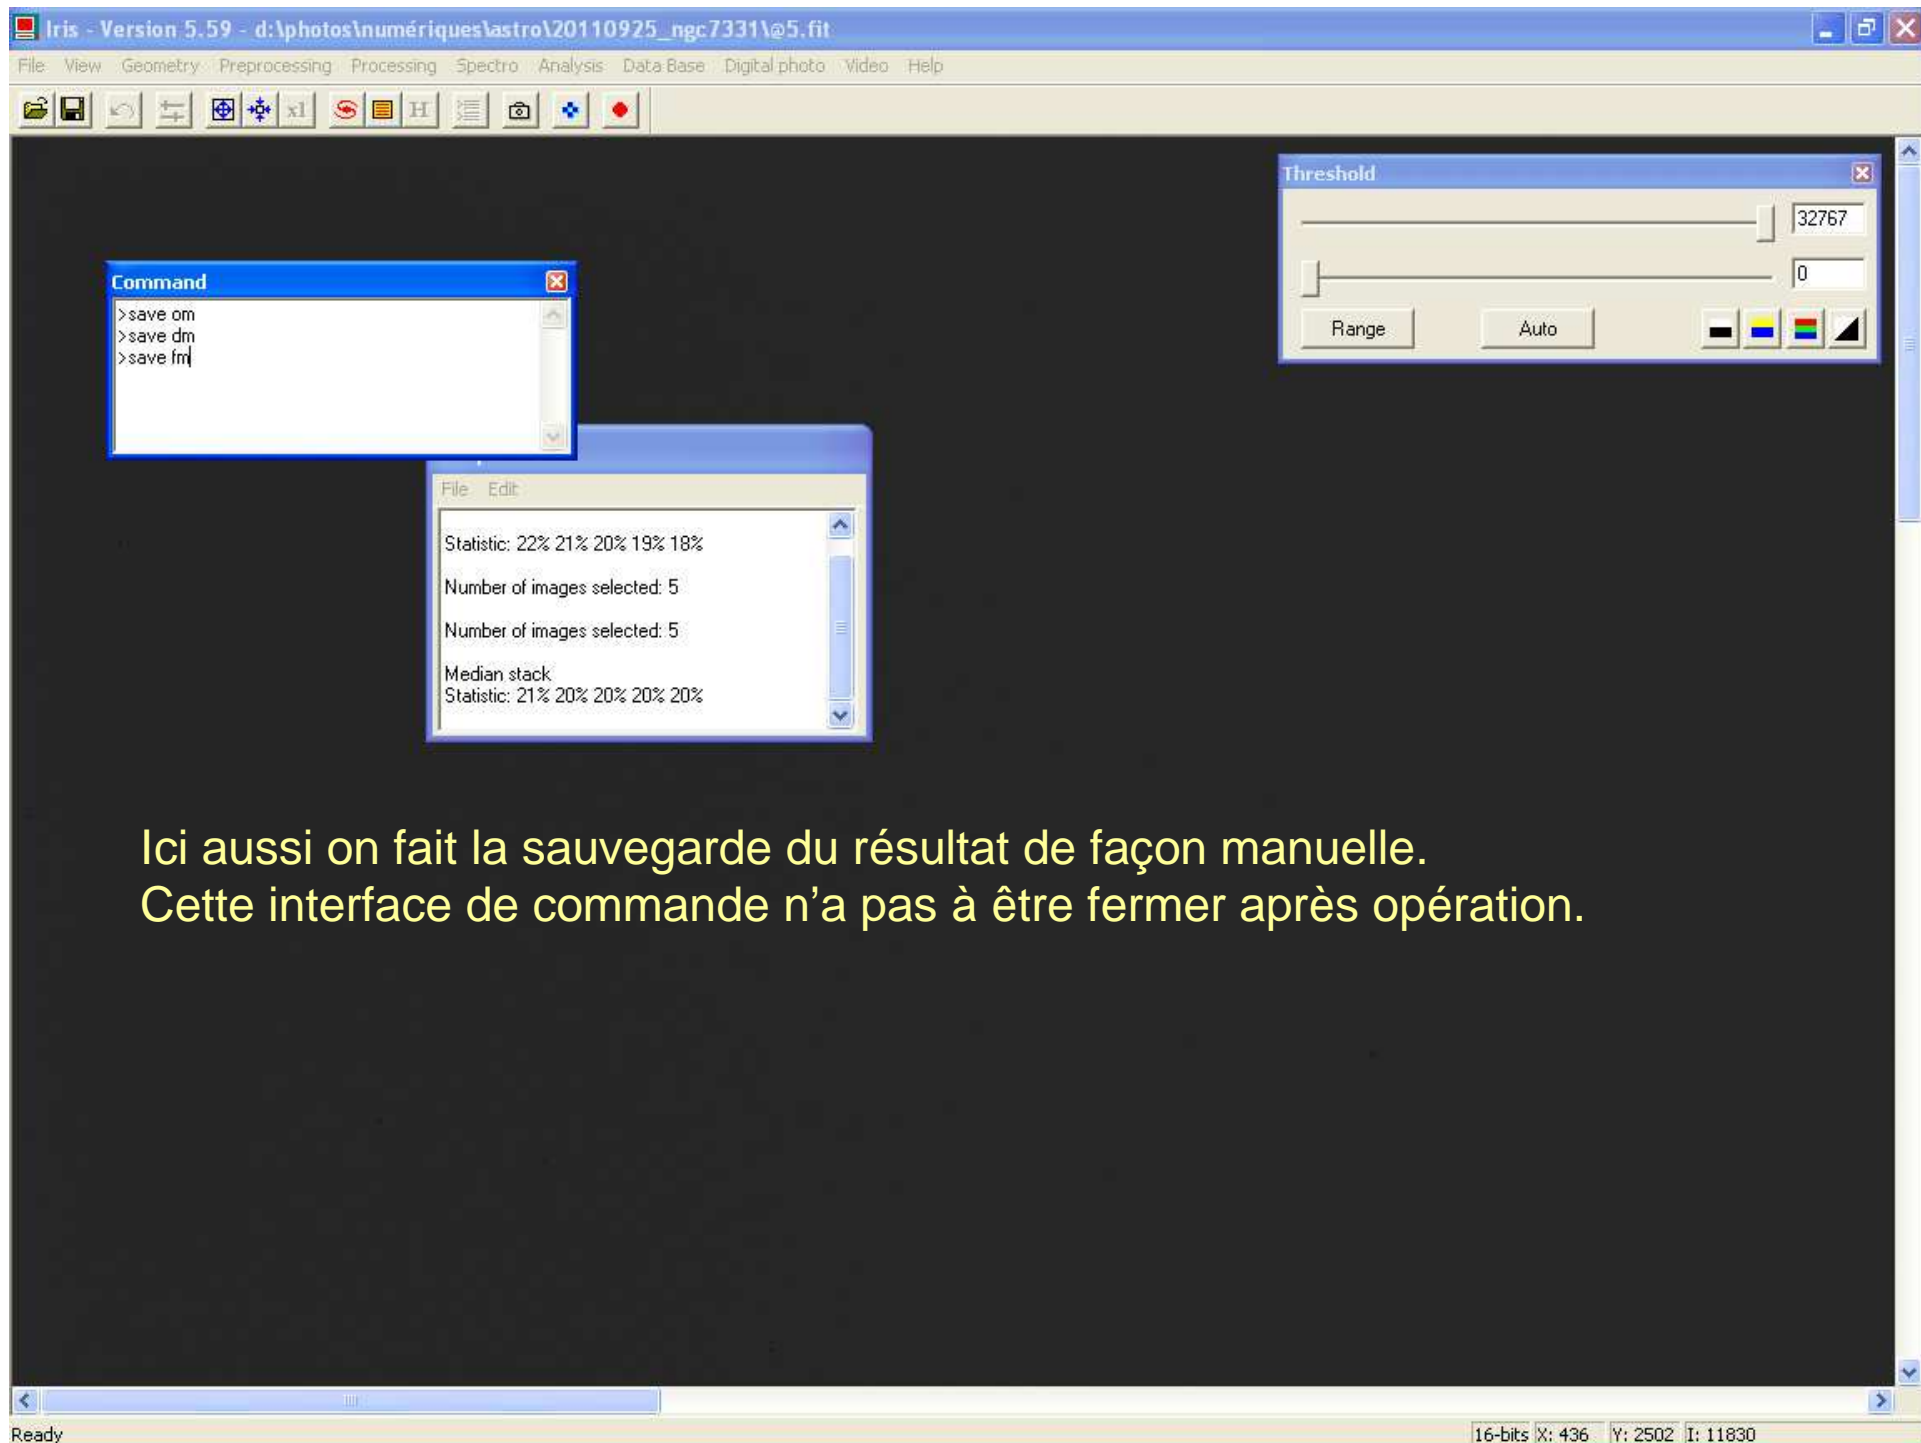 Iris - Version 5.59 - d:\photos\numériques\astro\20110925_ngc7331\@5.fit
File View Geometry Preprocessing Processing Spectro Analysis Data Base Digital photo Video Help
x1 H
Threshold
32767
0
Range Auto
Command
>save om
>save dm
>save fm
File Edit
Statistic: 22% 21% 20% 19% 18%
Number of images selected: 5
Number of images selected: 5
Median stack
Statistic: 21% 20% 20% 20% 20%
Ici aussi on fait la sauvegarde du résultat de façon manuelle.
Cette interface de commande n’a pas à être fermer après opération.
Ready 16-bits X: 436 Y: 2502 I: 11830